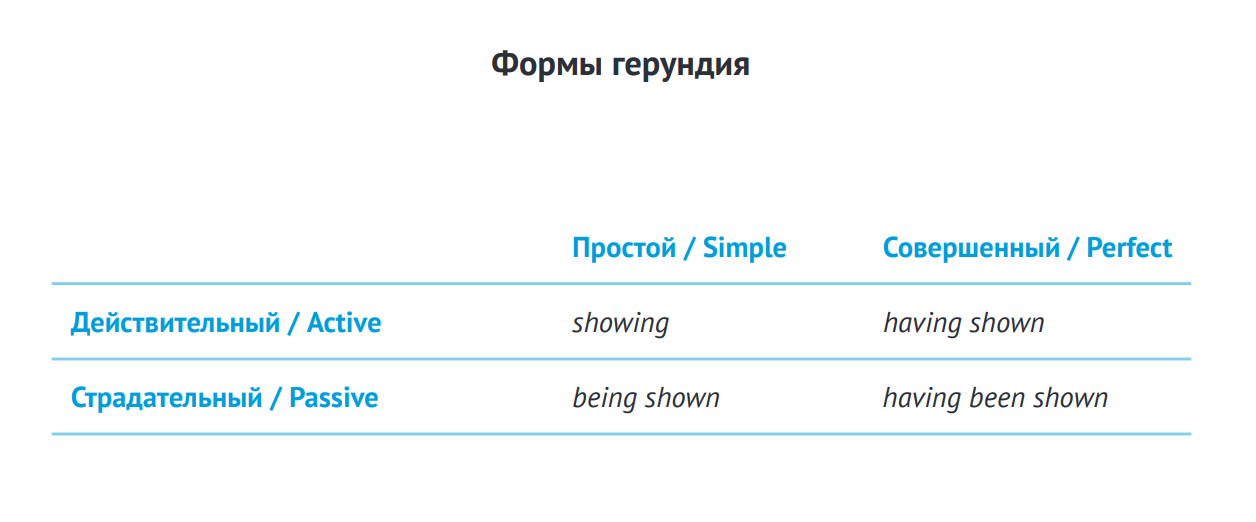 Формы герундия
Простой / Simple Совершенный / Perfect
Действительный / Active showing having shown
Страдательный / Passive being shown having been shown